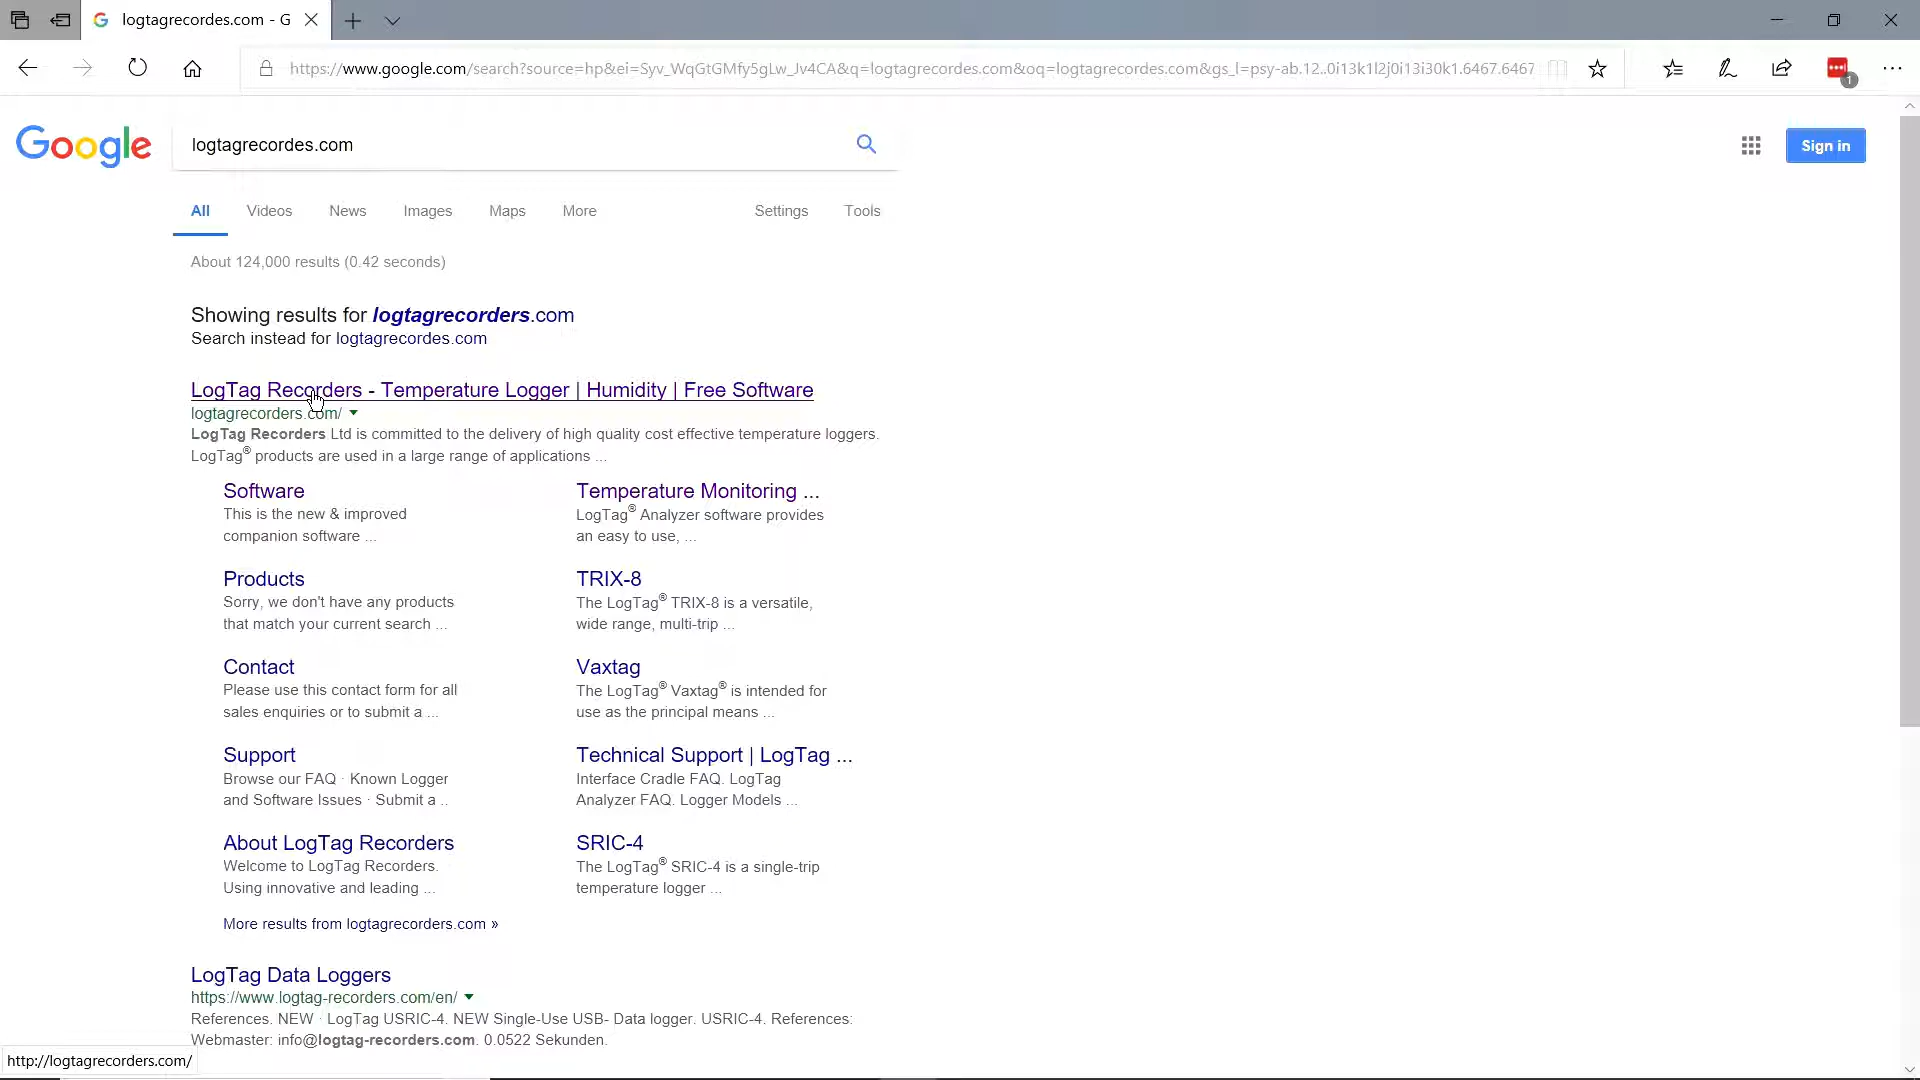 logtagrecordes.com - G
https://www.google.com/search?source=hp&ei=Syv_WqGtGMfy5gLw_Jv4CA&q=logtagrecordes.com&oq=logtagrecordes.com&gs_l=psy-ab.12..0i13k1l2j0i13i30k1.6467.6467
1
Google
logtagrecordes.com
Sign in
All Videos News Images Maps More Settings Tools
About 124,000 results (0.42 seconds)
Showing results for logtagrecorders.com
Search instead for logtagrecordes.com
LogTag Recorders - Temperature Logger | Humidity | Free Software
logtagrecorders.com/
LogTag Recorders Ltd is committed to the delivery of high quality cost effective temperature loggers.
LogTag® products are used in a large range of applications ...
Software
This is the new & improved
companion software ...
Temperature Monitoring ...
LogTag® Analyzer software provides
an easy to use, ...
Products
Sorry, we don't have any products
that match your current search ...
TRIX-8
The LogTag® TRIX-8 is a versatile,
wide range, multi-trip ...
Contact
Please use this contact form for all
sales enquiries or to submit a ...
Vaxtag
The LogTag® Vaxtag® is intended for
use as the principal means ...
Support
Browse our FAQ · Known Logger
and Software Issues · Submit a ..
Technical Support | LogTag ...
Interface Cradle FAQ. LogTag
Analyzer FAQ. Logger Models ...
About LogTag Recorders
Welcome to LogTag Recorders.
Using innovative and leading ...
SRIC-4
The LogTag® SRIC-4 is a single-trip
temperature logger ...
More results from logtagrecorders.com »
LogTag Data Loggers
https://www.logtag-recorders.com/en/
References. NEW · LogTag USRIC-4. NEW Single-Use USB- Data logger. USRIC-4. References:
Webmaster: info@logtag-recorders.com. 0.0522 Sekunden.
http://logtagrecorders.com/